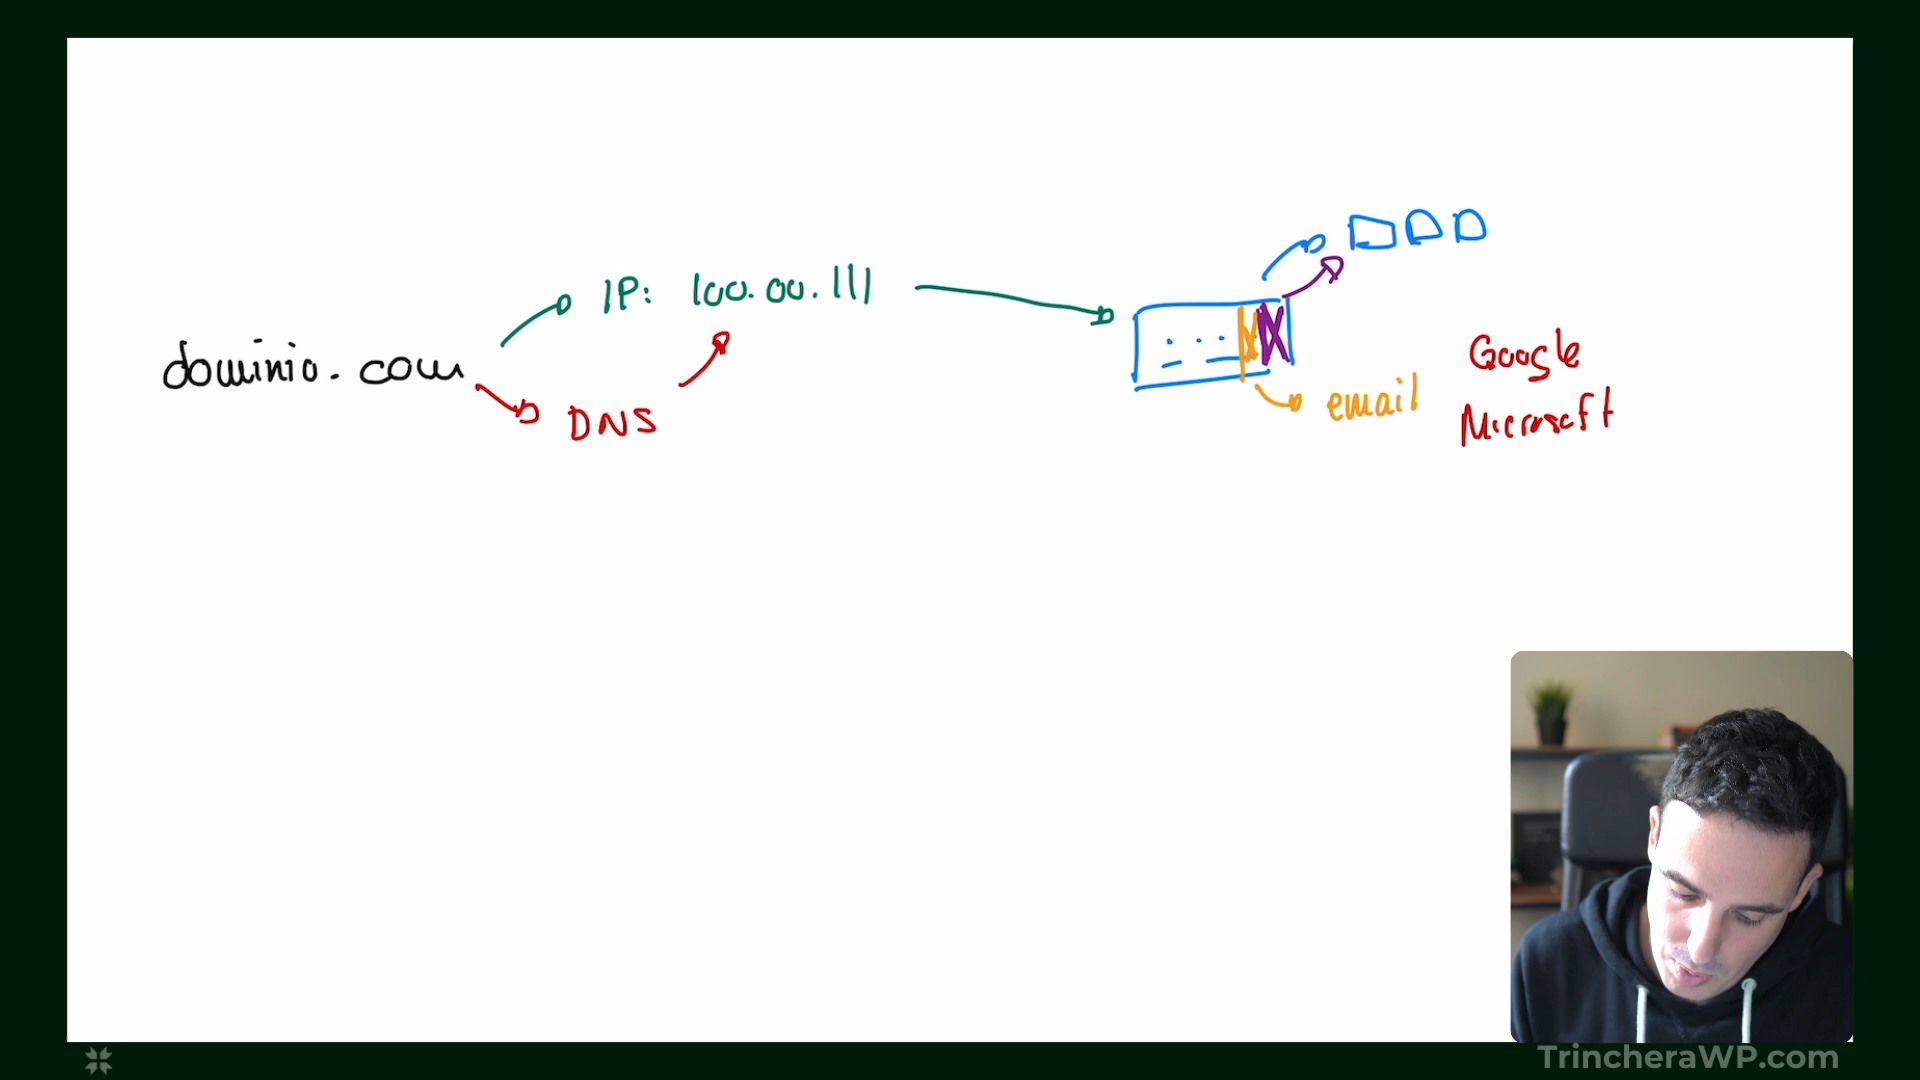 dominio.com
IP: 100.00.111
DNS
email
Google
Microsoft
TrincheraWP.com